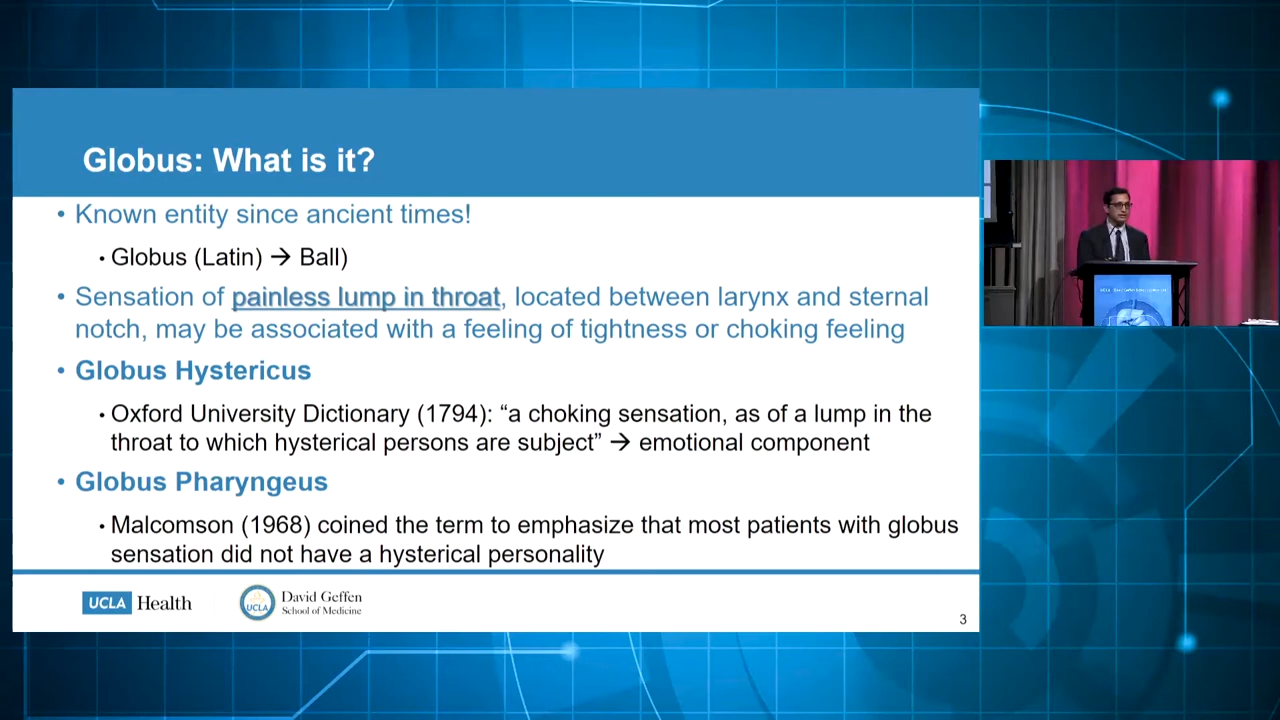 Globus: What is it?
• Known entity since ancient times!
• Globus (Latin) → Ball)
• Sensation of painless lump in throat, located between larynx and sternal
notch, may be associated with a feeling of tightness or choking feeling
• Globus Hystericus
• Oxford University Dictionary (1794): “a choking sensation, as of a lump in the
throat to which hysterical persons are subject” → emotional component
• Globus Pharyngeus
• Malcomson (1968) coined the term to emphasize that most patients with globus
sensation did not have a hysterical personality
UCLA Health
UCLA
David Geffen
School of Medicine
3